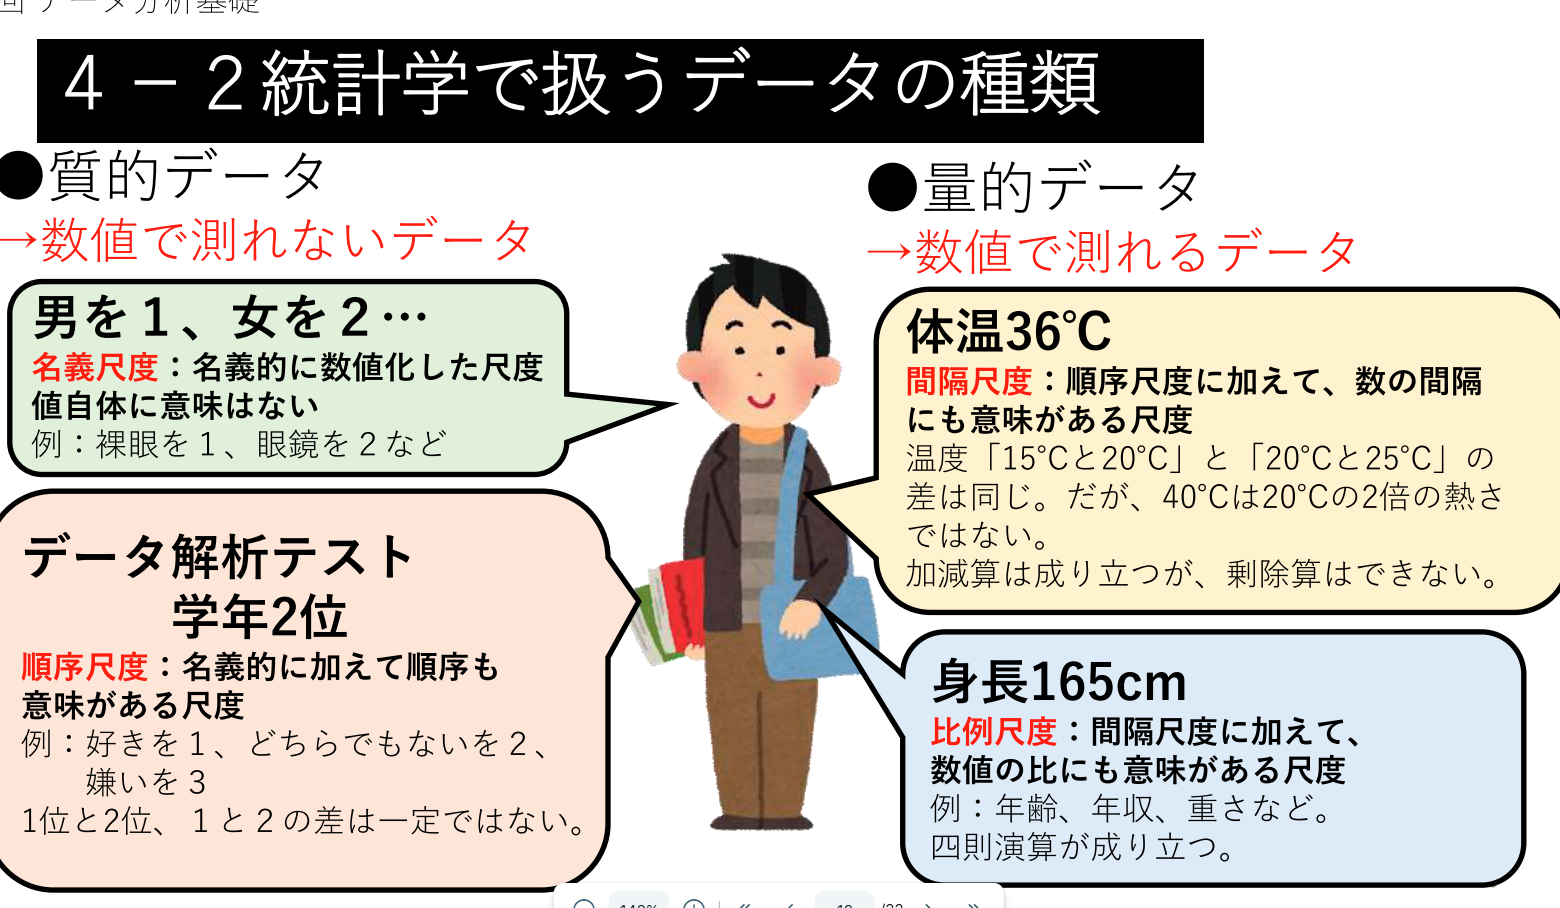 回 データ分析基礎
４－２統計学で扱うデータの種類
●質的データ
→数値で測れないデータ
男を１、女を２…
名義尺度：名義的に数値化した尺度
値自体に意味はない
例：裸眼を１、眼鏡を２など
データ解析テスト
学年2位
順序尺度：名義的に加えて順序も
意味がある尺度
例：好きを１、どちらでもないを２、
嫌いを３
1位と2位、１と２の差は一定ではない。
●量的データ
→数値で測れるデータ
体温36℃
間隔尺度：順序尺度に加えて、数の間隔
にも意味がある尺度
温度「15℃と20℃」と「20℃と25℃」の
差は同じ。だが、40℃は20℃の2倍の熱さ
ではない。
加減算は成り立つが、剰除算はできない。
身長165cm
比例尺度：間隔尺度に加えて、
数値の比にも意味がある尺度
例：年齢、年収、重さなど。
四則演算が成り立つ。